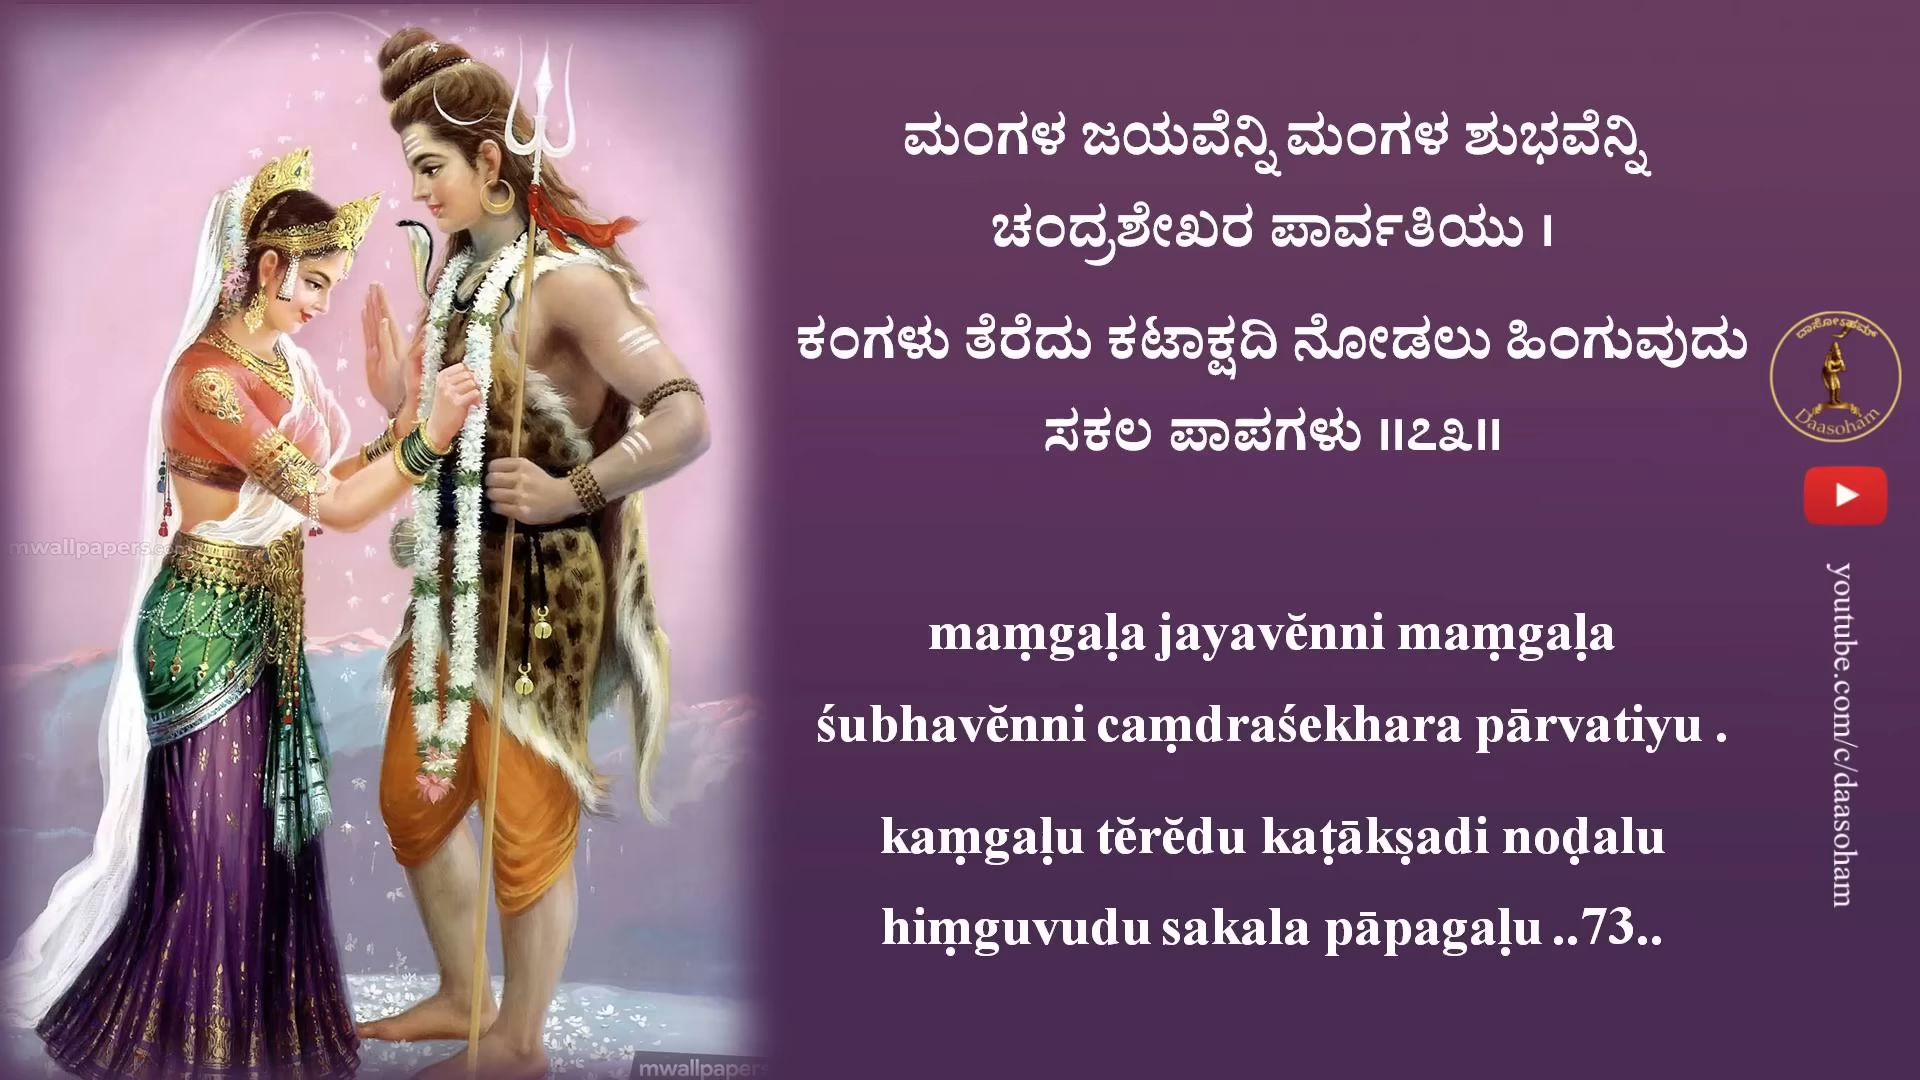 ಮಂಗಳ ಜಯವೆನ್ನಿ ಮಂಗಳ ಶುಭವೆನ್ನಿ
ಚಂದ್ರಶೇಖರ ಪಾರ್ವತಿಯು ।
ಕಂಗಳು ತೆರೆದು ಕಟಾಕ್ಷದಿ ನೋಡಲು ಹಿಂಗುವುದು
ಸಕಲ ಪಾಪಗಳು ॥೭೩॥
maṃgaḷa jayavĕnni maṃgaḷa
śubhavĕnni caṃdraśekhara pārvatiyu .
kaṃgaḷu tĕrĕdu kaṭākṣadi noḍalu
hiṃguvudu sakala pāpagaḷu ..73..
Daasoham
youtube.com/c/daasoham
mwallpapers.com
mwallpapers